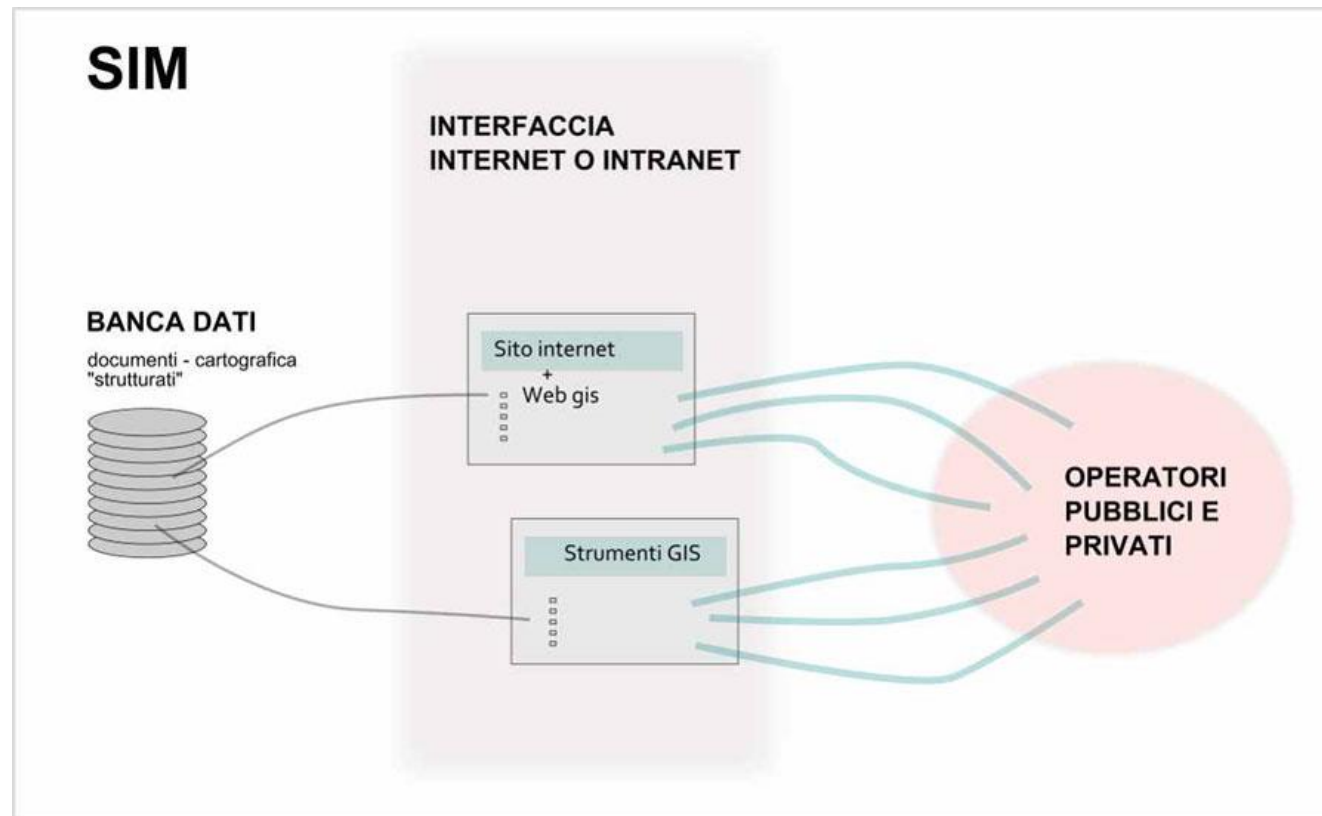 SIM
INTERFACCIA
INTERNET O INTRANET
BANCA DATI
documenti - cartografica
"strutturati"
Sito internet
+
Web gis
Strumenti GIS
OPERATORI
PUBBLICI E
PRIVATI